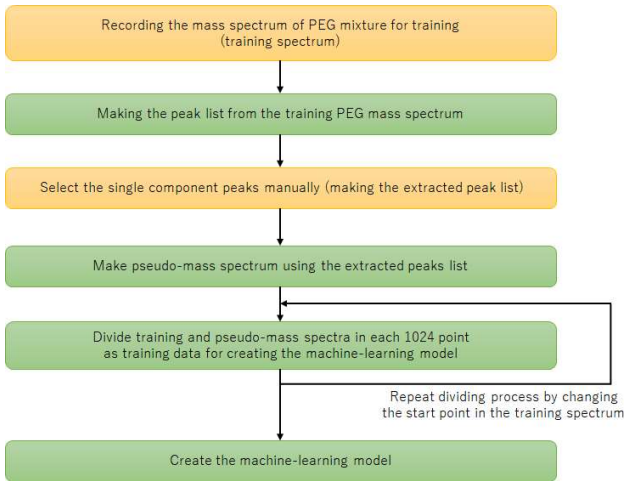 Recording the mass spectrum of PEG mixture for training
(training spectrum)
Making the peak list from the training PEG mass spectrum
Select the single component peaks manually (making the extracted peak list)
Make pseudo-mass spectrum using the extracted peaks list
Divide training and pseudo-mass spectra in each 1024 point
as training data for creating the machine-learning model
Repeat dividing process by changing
the start point in the training spectrum
Create the machine-learning model